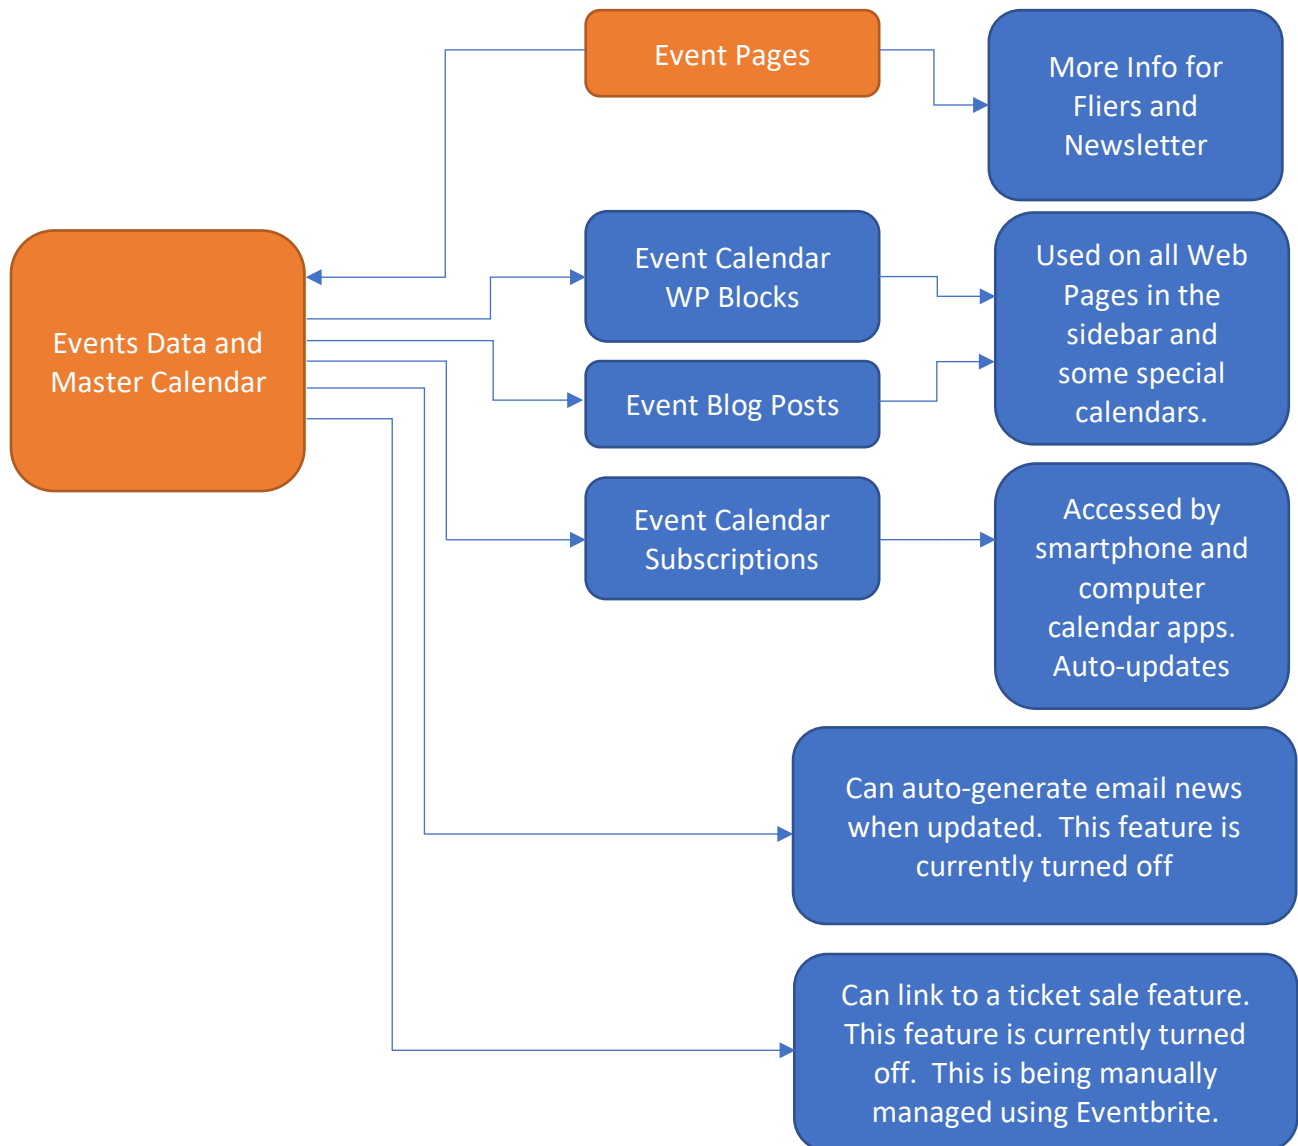 Event Pages
More Info for
Fliers and
Newsletter
Events Data and
Master Calendar
Event Calendar
WP Blocks
Used on all Web
Pages in the
sidebar and
some special
calendars.
Event Blog Posts
Event Calendar
Subscriptions
Accessed by
smartphone and
computer
calendar apps.
Auto-updates
Can auto-generate email news
when updated.  This feature is
currently turned off
Can link to a ticket sale feature.
This feature is currently turned
off.  This is being manually
managed using Eventbrite.